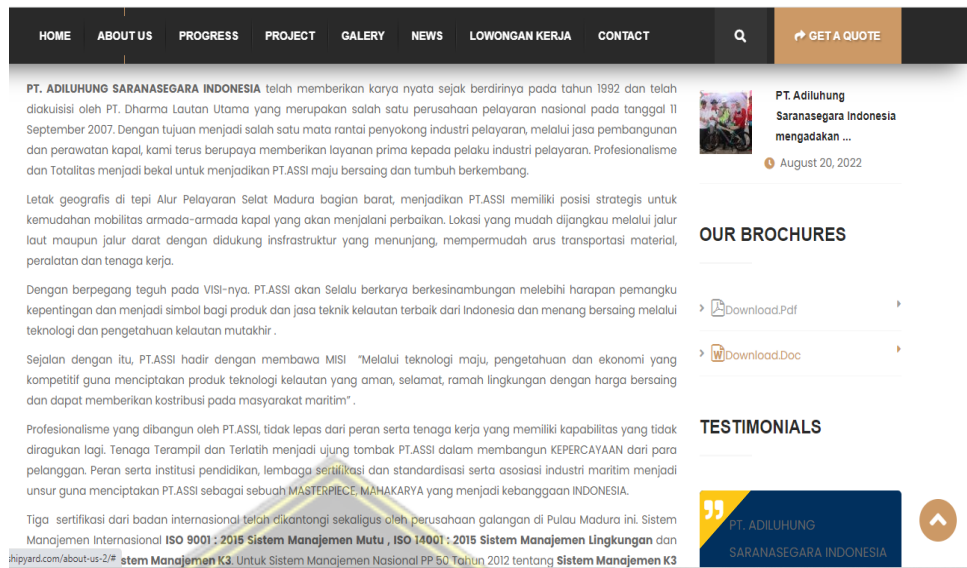 HOME ABOUT US PROGRESS PROJECT GALERY NEWS LOWONGAN KERJA CONTACT GET A QUOTE
PT. ADILUHUNG SARANASEGARA INDONESIA telah memberikan karya nyata sejak berdirinya pada tahun 1992 dan telah
diakuisisi oleh PT. Dharma Lautan Utama yang merupakan salah satu perusahaan pelayaran nasional pada tanggal 11
September 2007. Dengan tujuan menjadi salah satu mata rantai penyokong industri pelayaran, melalui jasa pembangunan
dan perawatan kapal, kami terus berupaya memberikan layanan prima kepada pelaku industri pelayaran. Profesionalisme
dan Totalitas menjadi bekal untuk menjadikan PT.ASSI maju bersaing dan tumbuh berkembang.
Letak geografis di tepi Alur Pelayaran Selat Madura bagian barat, menjadikan PT.ASSI memiliki posisi strategis untuk
kemudahan mobilitas armada-armada kapal yang akan menjalani perbaikan. Lokasi yang mudah dijangkau melalui jalur
laut maupun jalur darat dengan didukung insfrastruktur yang menunjang, mempermudah arus transportasi material,
peralatan dan tenaga kerja.
Dengan berpegang teguh pada VISI-nya. PT.ASSI akan Selalu berkarya berkesinambungan melebihi harapan pemangku
kepentingan dan menjadi simbol bagi produk dan jasa teknik kelautan terbaik dari Indonesia dan menang bersaing melalui
teknologi dan pengetahuan kelautan mutakhir .
Sejalan dengan itu, PT.ASSI hadir dengan membawa MISI "Melalui teknologi maju, pengetahuan dan ekonomi yang
kompetitif guna menciptakan produk teknologi kelautan yang aman, selamat, ramah lingkungan dengan harga bersaing
dan dapat memberikan kostribusi pada masyarakat maritim" .
Profesionalisme yang dibangun oleh PT.ASSI, tidak lepas dari peran serta tenaga kerja yang memiliki kapabilitas yang tidak
diragukan lagi. Tenaga Terampil dan Terlatih menjadi ujung tombak PT.ASSI dalam membangun KEPERCAYAAN dari para
pelanggan. Peran serta institusi pendidikan, lembaga sertifikasi dan standardisasi serta asosiasi industri maritim menjadi
unsur guna menciptakan PT.ASSI sebagai sebuah MASTERPIECE, MAHAKARYA yang menjadi kebanggaan INDONESIA.
Tiga sertifikasi dari badan internasional telah dikantongi sekaligus oleh perusahaan galangan di Pulau Madura ini. Sistem
Manajemen Internasional ISO 9001 : 2015 Sistem Manajemen Mutu , ISO 14001 : 2015 Sistem Manajemen Lingkungan dan
stem Manajemen K3. Untuk Sistem Manajemen Nasional PP 50 Tahun 2012 tentang Sistem Manajemen K3
hipyard.com/about-us-2/#
PT. Adiluhung
Saranasegara Indonesia
mengadakan ...
August 20, 2022
OUR BROCHURES
Download.Pdf
Download.Doc
TESTIMONIALS
PT. ADILUHUNG
SARANASEGARA INDONESIA